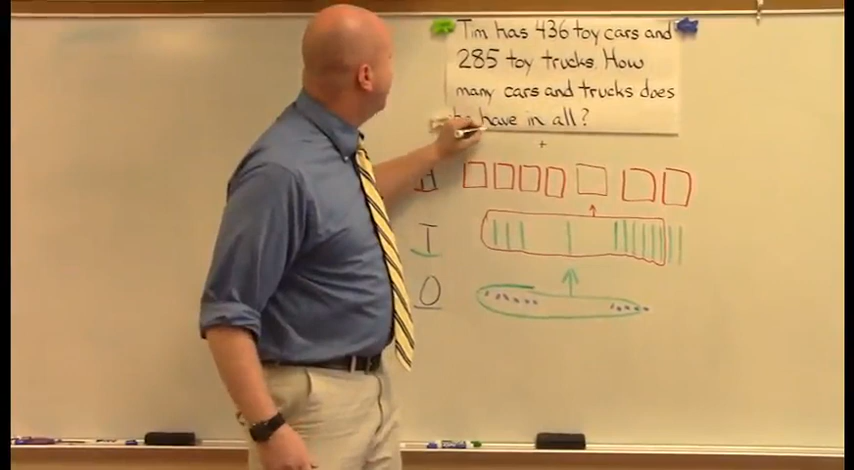 Tim has 436 toy cars and
285 toy trucks. How
many cars and trucks does
have in all?
+
H
T
O